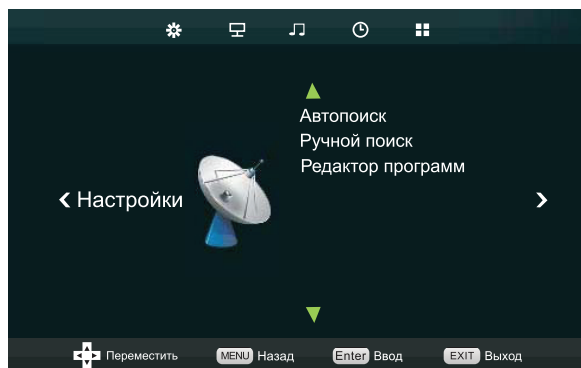 Автопоиск
Ручной поиск
Редактор программ
Настройки
Переместить MENU Назад Enter Ввод EXIT Выход